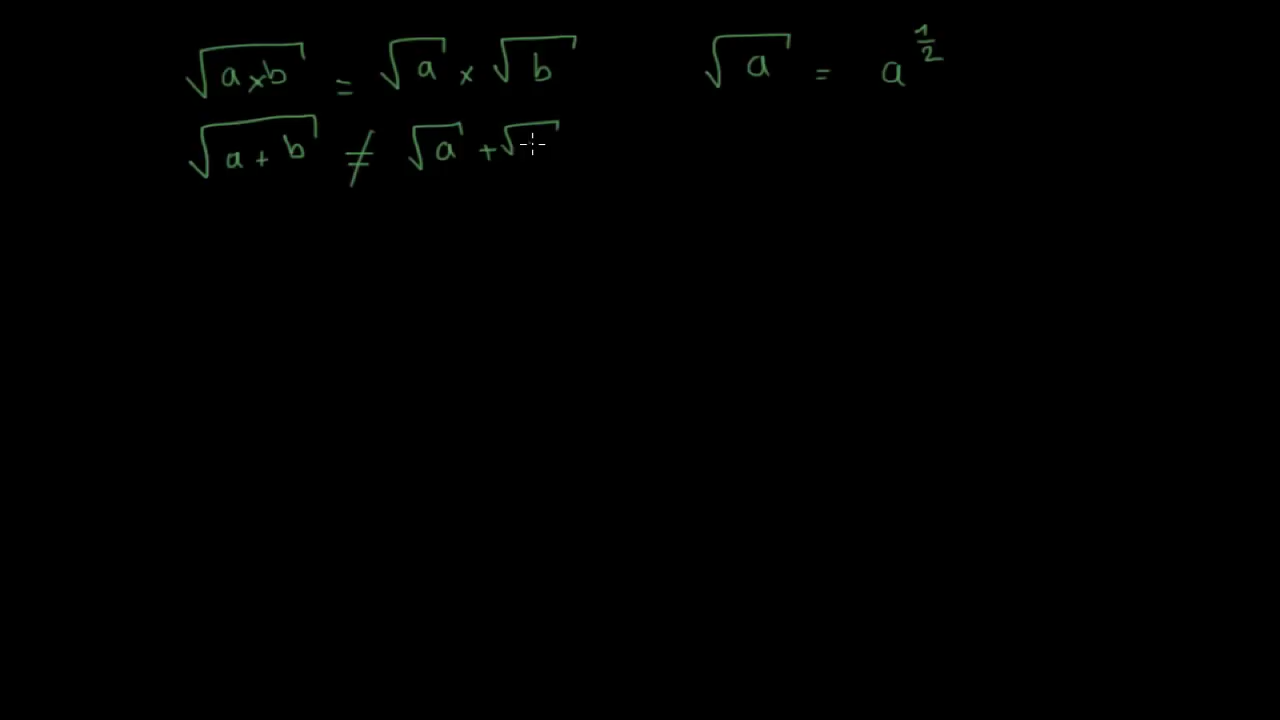 √a×b = √a × √b √a = a^1/2
√a + b ≠ √a + √